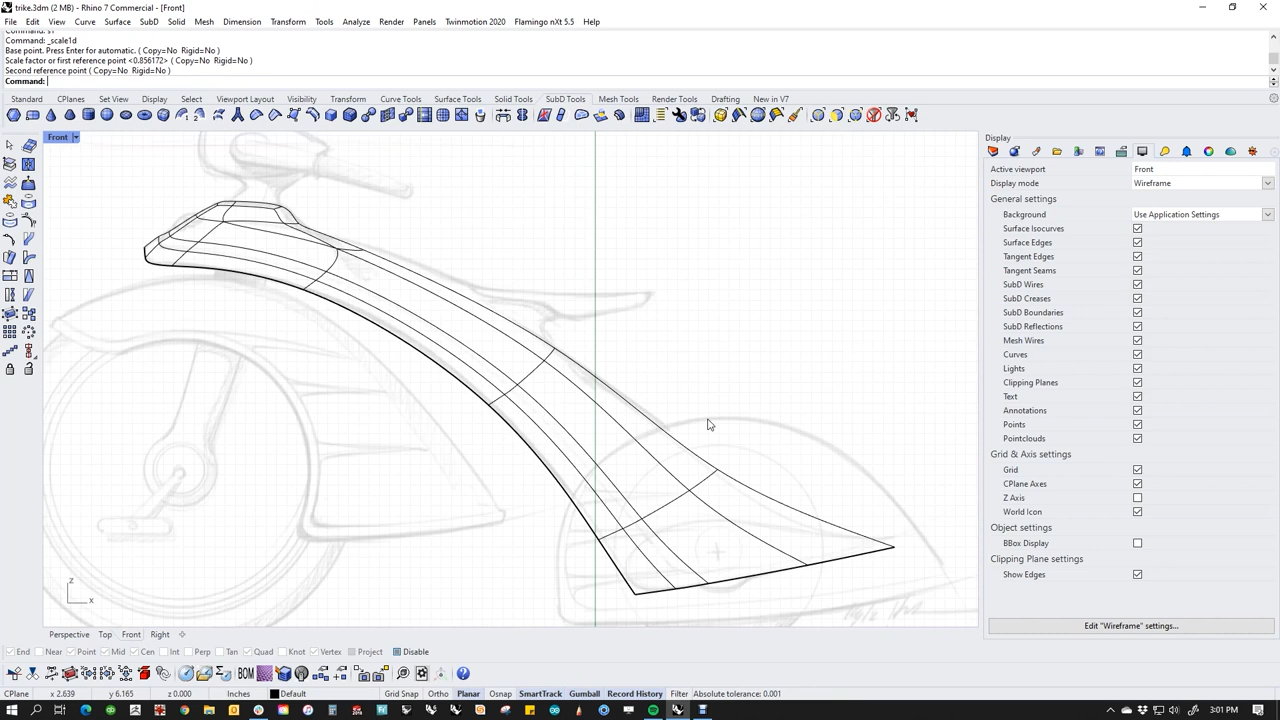 trike.3dm (2 MB) - Rhino 7 Commercial - [Front]
File Edit View Curve Surface SubD Solid Mesh Dimension Transform Tools Analyze Render Panels Twinmotion 2020 Flamingo nXt 5.5 Help
Command: _scale1d
Base point. Press Enter for automatic. ( Copy=No Rigid=No )
Scale factor or first reference point <0.856172> ( Copy=No Rigid=No )
Second reference point ( Copy=No Rigid=No )
Command:
Standard CPlanes Set View Display Select Viewport Layout Visibility Transform Curve Tools Surface Tools Solid Tools SubD Tools Mesh Tools Render Tools Drafting New in V7
Front
Display
Active viewport Front
Display mode Wireframe
General settings
Background Use Application Settings
Surface Isocurves
Surface Edges
Tangent Edges
Tangent Seams
SubD Wires
SubD Creases
SubD Boundaries
SubD Reflections
Mesh Wires
Curves
Lights
Clipping Planes
Text
Annotations
Points
Pointclouds
Grid & Axis settings
Grid
CPlane Axes
Z Axis
World Icon
Object settings
BBox Display
Clipping Plane settings
Show Edges
Edit "Wireframe" settings...
z
x
Perspective Top Front Right
End Near Point Mid Cen Int Perp Tan Quad Knot Vertex Project Disable
BOM
CPlane x 2.639 y 6.165 z 0.000 Inches Default Grid Snap Ortho Planar Osnap SmartTrack Gumball Record History Filter Absolute tolerance: 0.001
3:01 PM